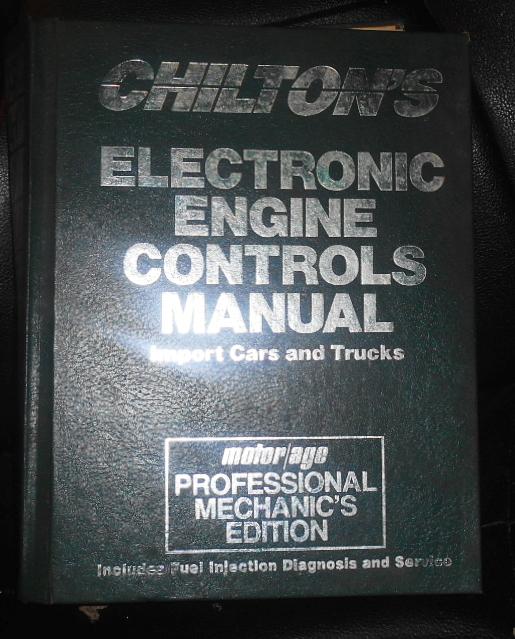 CHILTON'S
ELECTRONIC
ENGINE
CONTROLS
MANUAL
Import Cars and Trucks
motor/age
PROFESSIONAL
MECHANIC'S
EDITION
Includes Fuel Injection Diagnosis and Service